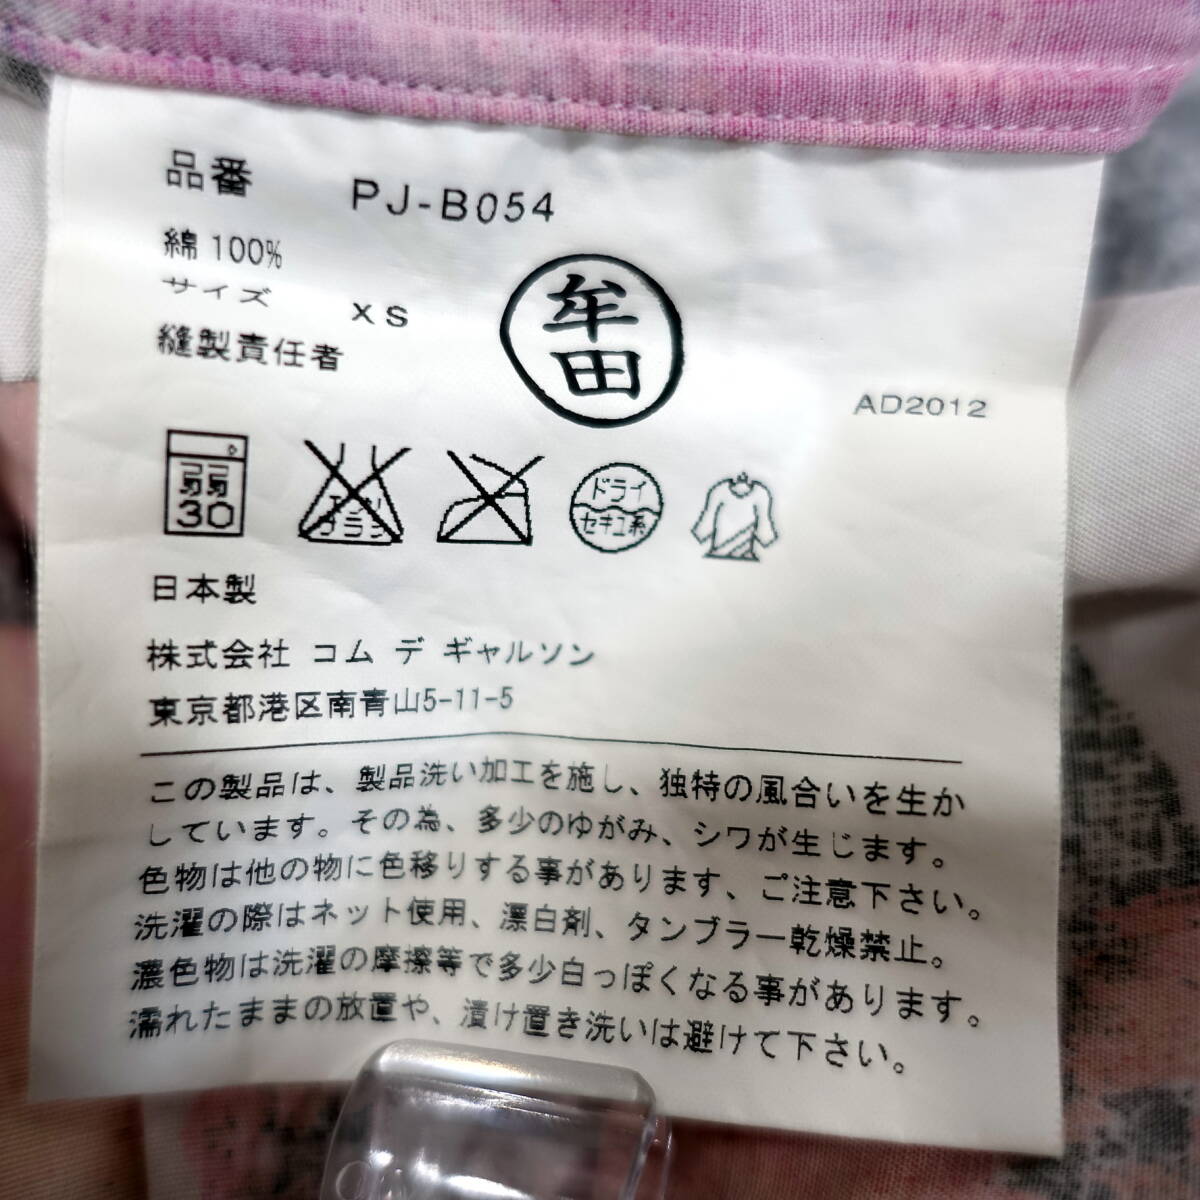 品番 PJ-B054
綿 100%
サイズ XS
縫製責任者
牟田
AD2012
弱
30
エンソ
サラシ
ドライ
セキユ系
日本製
株式会社 コム デ ギャルソン
東京都港区南青山5-11-5
この製品は、製品洗い加工を施し、独特の風合いを生か
しています。その為、多少のゆがみ、シワが生じます。
色物は他の物に色移りする事があります、ご注意下さい。
洗濯の際はネット使用、漂白剤、タンブラー乾燥禁止。
濃色物は洗濯の摩擦等で多少白っぽくなる事があります。
濡れたままの放置や、漬け置き洗いは避けて下さい。